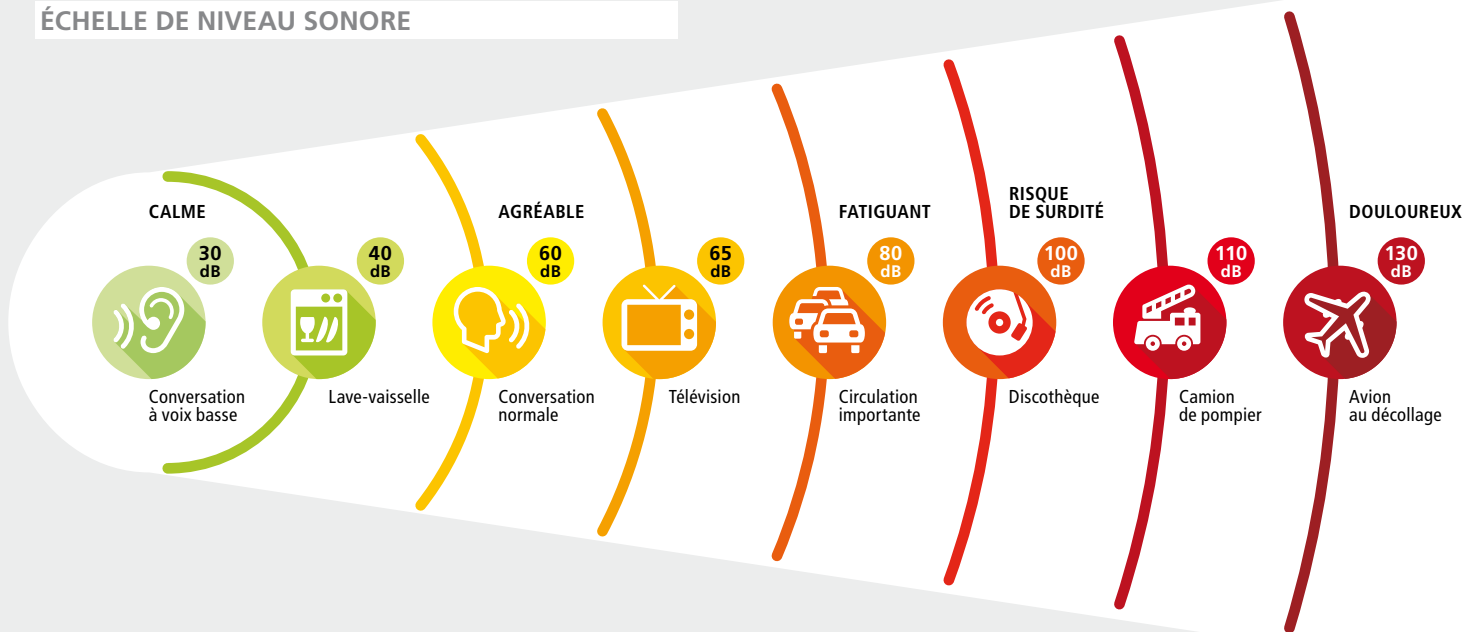 ÉCHELLE DE NIVEAU SONORE
CALME
30
dB
Conversation
à voix basse
40
dB
Lave-vaisselle
AGRÉABLE
60
dB
Conversation
normale
65
dB
Télévision
FATIGUANT
80
dB
Circulation
importante
RISQUE
DE SURDITÉ
100
dB
Discothèque
110
dB
Camion
de pompier
DOULOUREUX
130
dB
Avion
au décollage